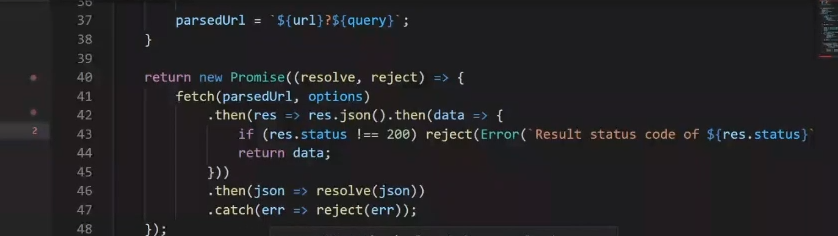 36
37 parsedUrl = `${url}?${query}`;
38 }
39
40 return new Promise((resolve, reject) => {
41 fetch(parsedUrl, options)
42 .then(res => res.json().then(data => {
2 43 if (res.status !== 200) reject(Error(`Result status code of ${res.status}`
44 return data;
45 }))
46 .then(json => resolve(json))
47 .catch(err => reject(err));
48 });